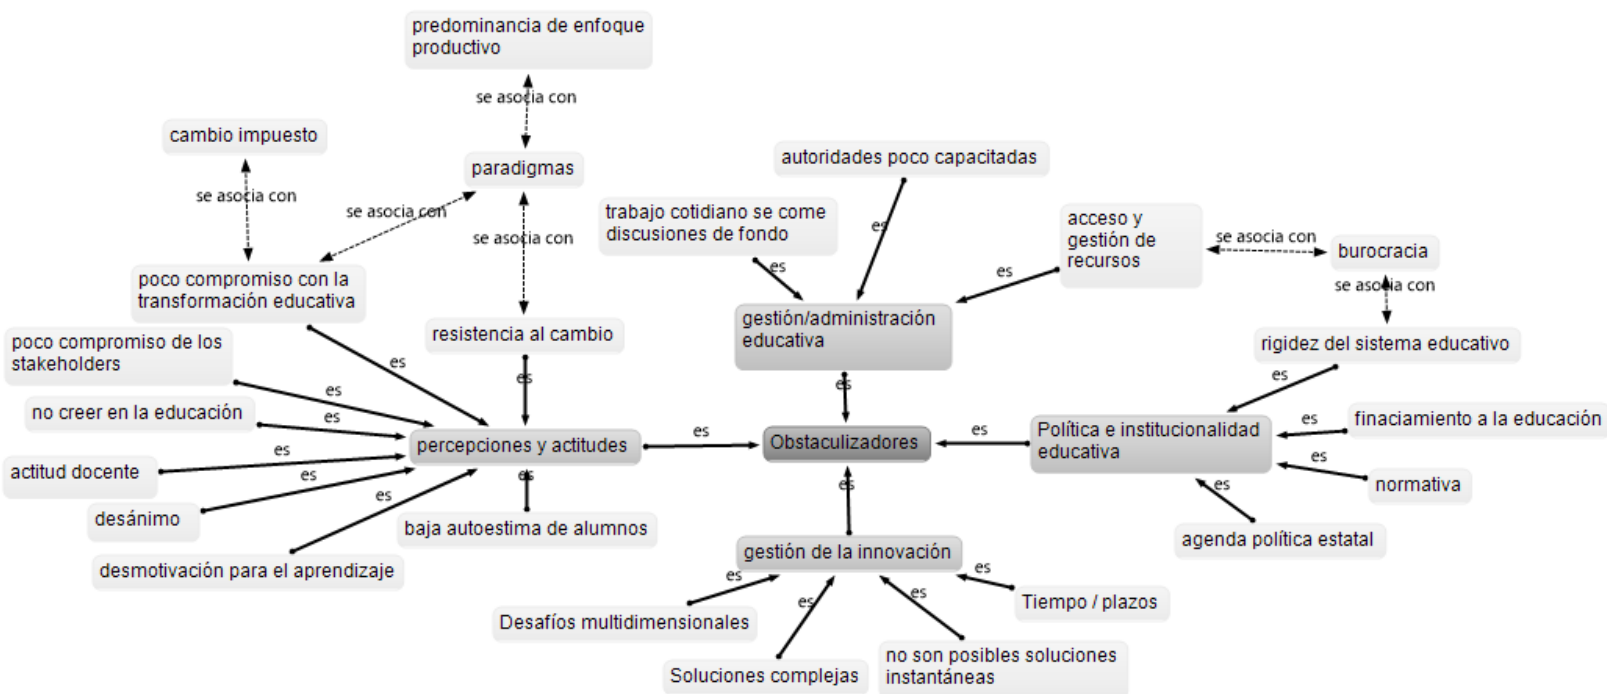 predominancia de enfoque
productivo
se asocia con
cambio impuesto
paradigmas
autoridades poco capacitadas
se asocia con
se asocia con
trabajo cotidiano se come
discusiones de fondo
es
acceso y
gestión de
recursos
se asocia con
burocracia
se asocia con
es
es
se asocia con
poco compromiso con la
transformación educativa
gestión/administración
educativa
resistencia al cambio
rigidez del sistema educativo
poco compromiso de los
stakeholders
es
es
es
es
es
no creer en la educación
es
es
finaciamiento a la educación
percepciones y actitudes
es
Obstaculizadores
es
Política e institucionalidad
educativa
es
actitud docente
es
es
es
es
es
es
normativa
desánimo
baja autoestima de alumnos
agenda política estatal
gestión de la innovación
desmotivación para el aprendizaje
es
es
es
es
Tiempo / plazos
Desafíos multidimensionales
no son posibles soluciones
instantáneas
Soluciones complejas